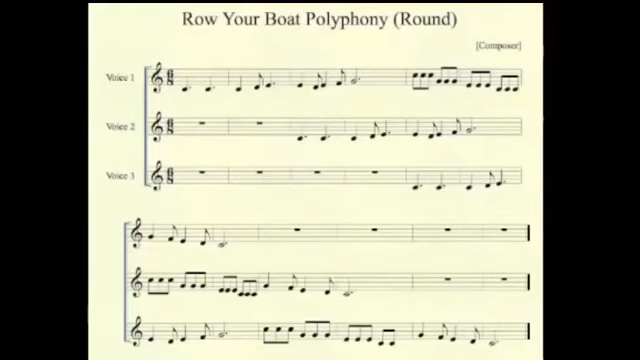 Row Your Boat Polyphony (Round)
[Composer]
Voice 1
Voice 2
Voice 3